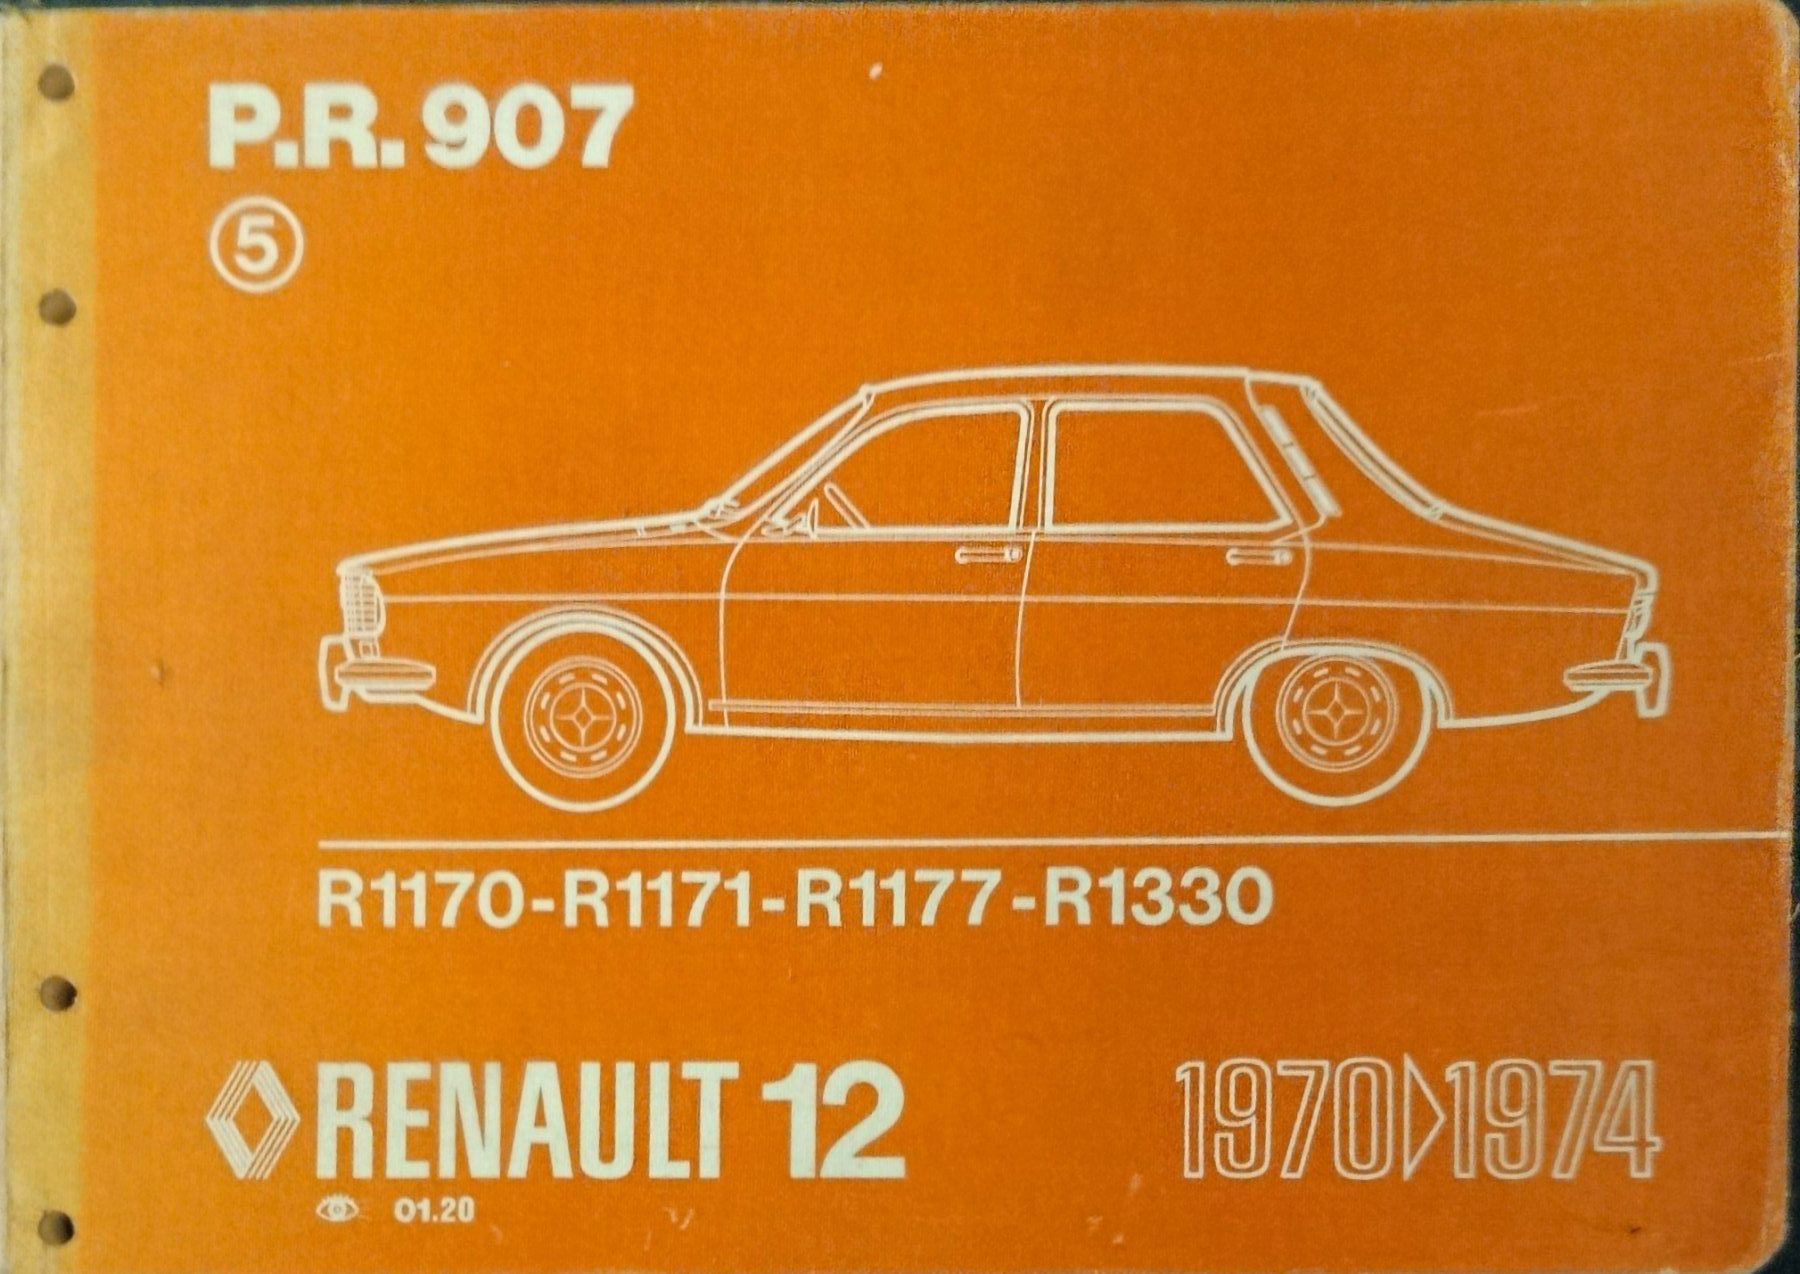 P.R. 907
5
R1170-R1171-R1177-R1330
RENAULT 12
1970▷1974
01.20